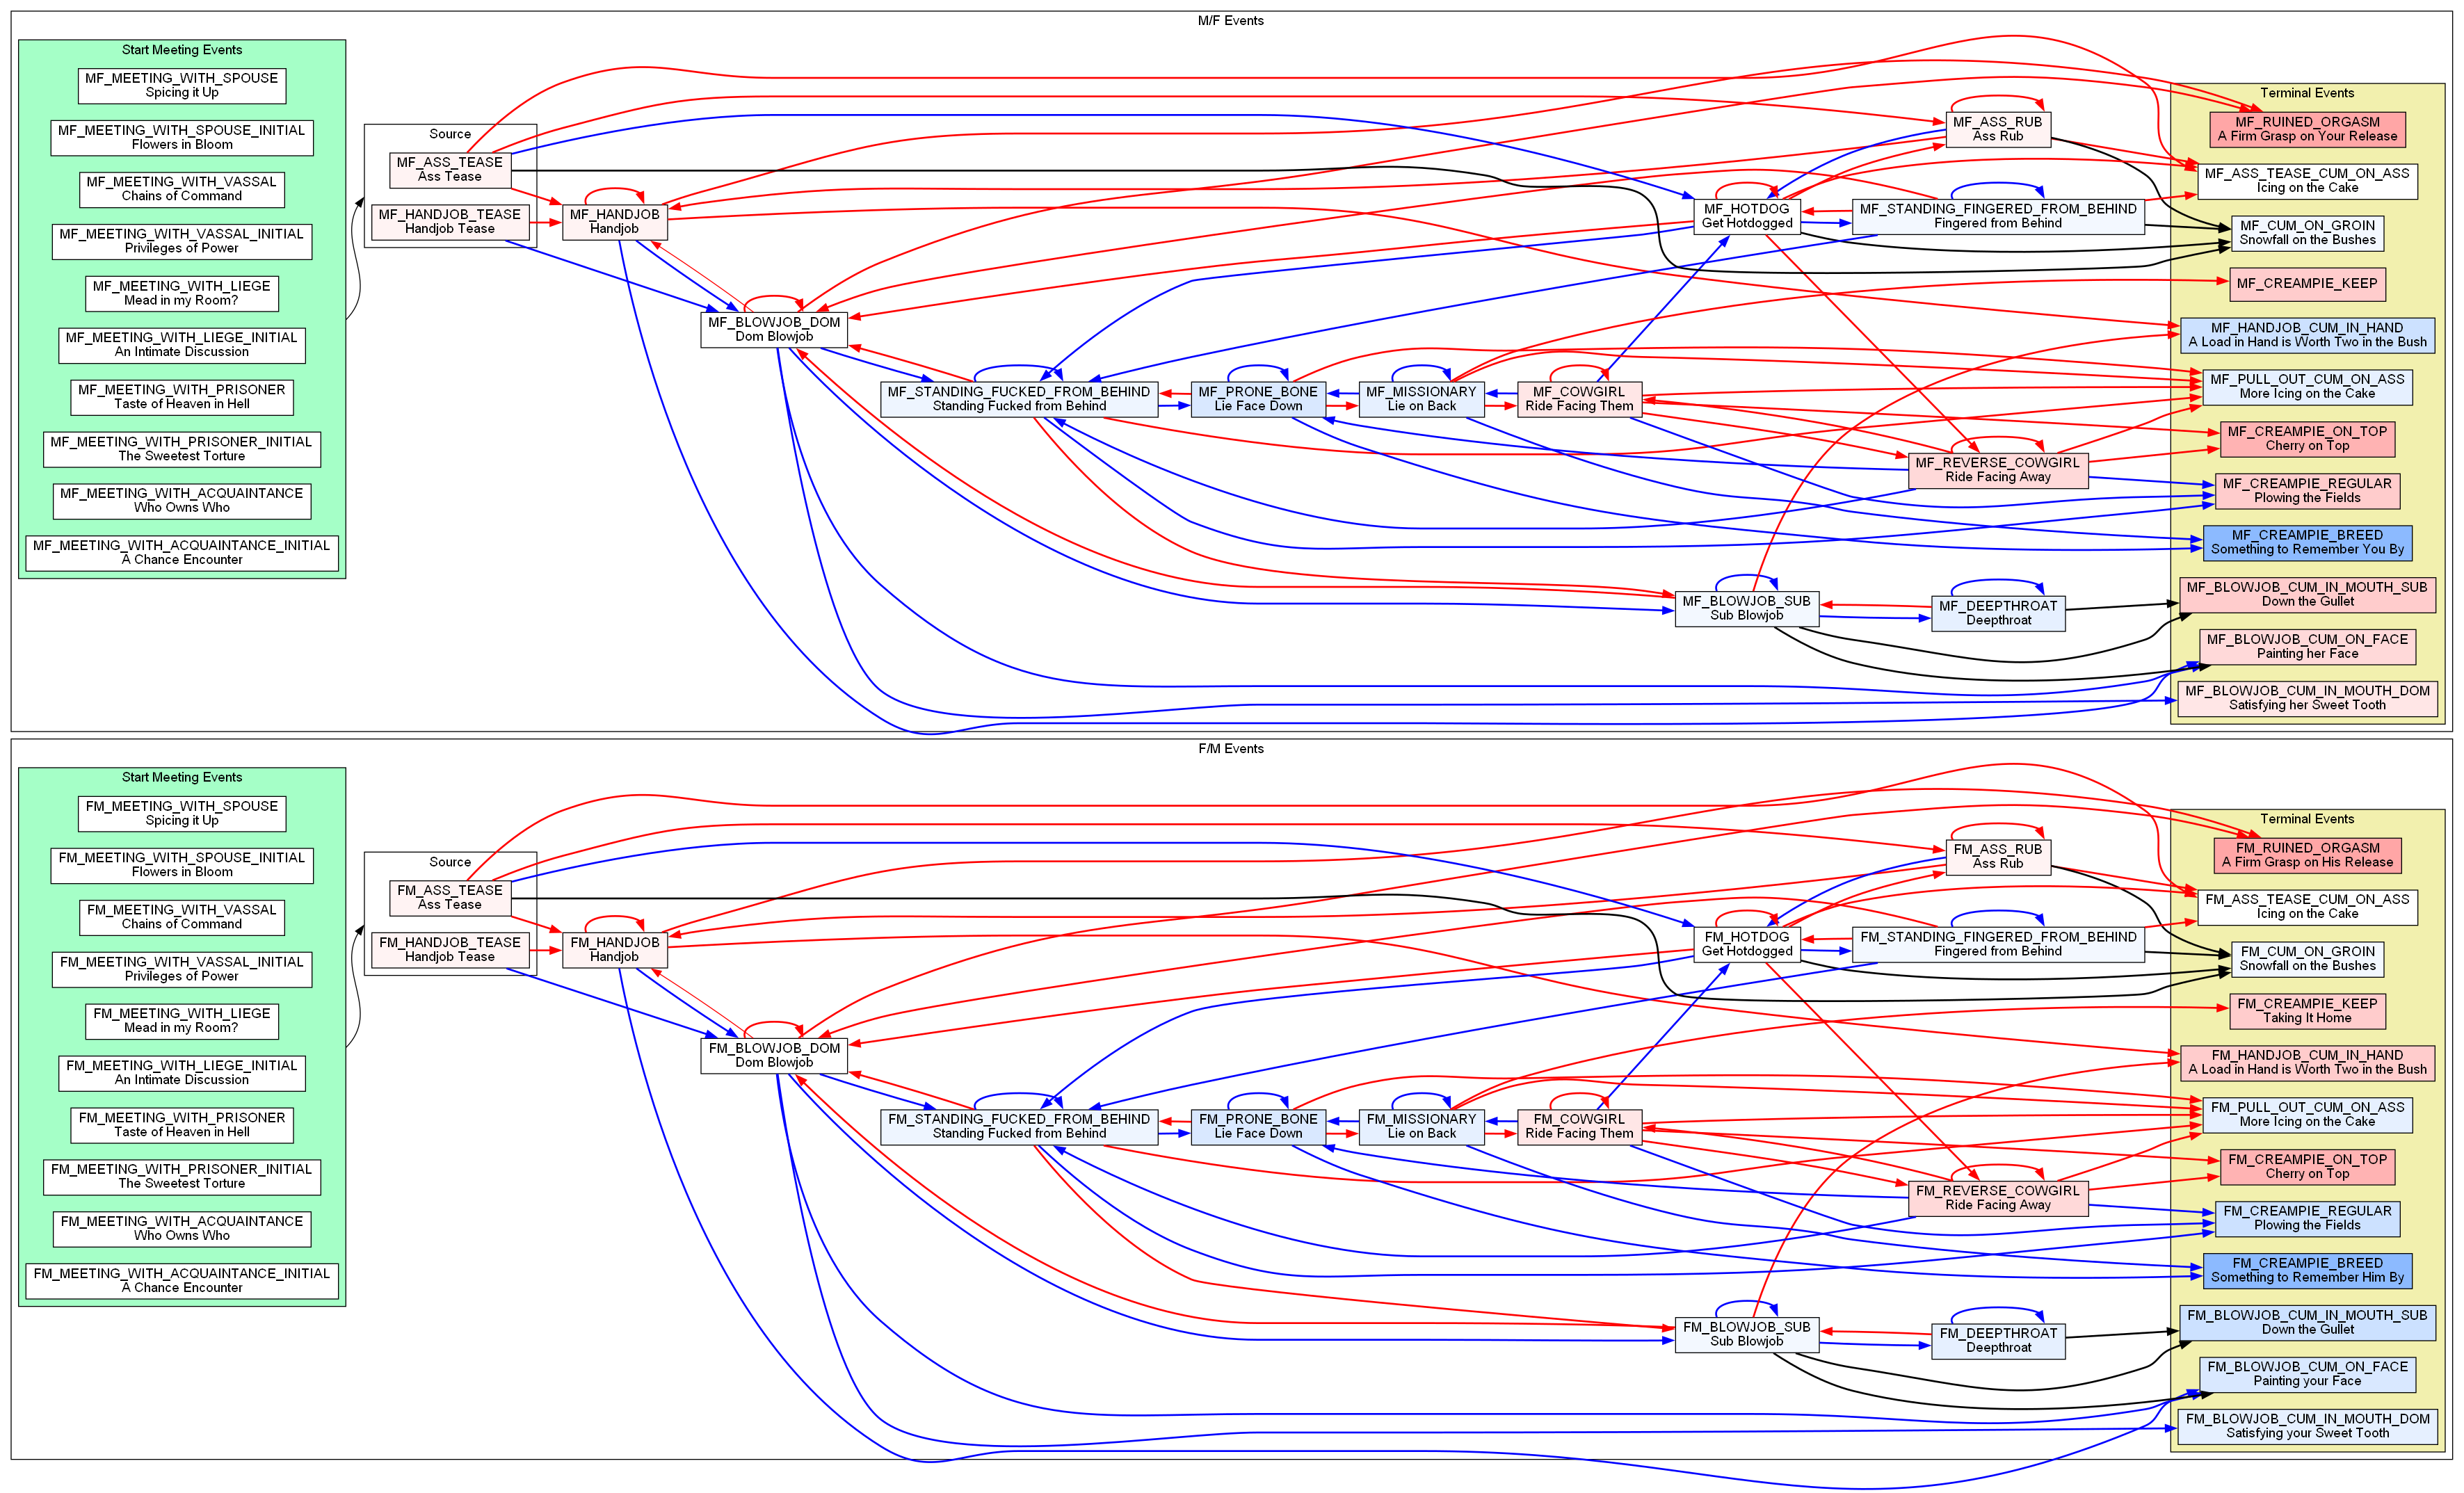 M/F Events
Start Meeting Events
MF_MEETING_WITH_SPOUSE
Spicing it Up
MF_MEETING_WITH_SPOUSE_INITIAL
Flowers in Bloom
MF_MEETING_WITH_VASSAL
Chains of Command
MF_MEETING_WITH_VASSAL_INITIAL
Privileges of Power
MF_MEETING_WITH_LIEGE
Mead in my Room?
MF_MEETING_WITH_LIEGE_INITIAL
An Intimate Discussion
MF_MEETING_WITH_PRISONER
Taste of Heaven in Hell
MF_MEETING_WITH_PRISONER_INITIAL
The Sweetest Torture
MF_MEETING_WITH_ACQUAINTANCE
Who Owns Who
MF_MEETING_WITH_ACQUAINTANCE_INITIAL
A Chance Encounter
Source
MF_ASS_TEASE
Ass Tease
MF_HANDJOB_TEASE
Handjob Tease
MF_HANDJOB
Handjob
MF_BLOWJOB_DOM
Dom Blowjob
MF_STANDING_FUCKED_FROM_BEHIND
Standing Fucked from Behind
MF_PRONE_BONE
Lie Face Down
MF_MISSIONARY
Lie on Back
MF_COWGIRL
Ride Facing Them
MF_HOTDOG
Get Hotdogged
MF_BLOWJOB_SUB
Sub Blowjob
MF_ASS_RUB
Ass Rub
MF_STANDING_FINGERED_FROM_BEHIND
Fingered from Behind
MF_REVERSE_COWGIRL
Ride Facing Away
MF_DEEPTHROAT
Deepthroat
Terminal Events
MF_RUINED_ORGASM
A Firm Grasp on Your Release
MF_ASS_TEASE_CUM_ON_ASS
Icing on the Cake
MF_CUM_ON_GROIN
Snowfall on the Bushes
MF_CREAMPIE_KEEP
MF_HANDJOB_CUM_IN_HAND
A Load in Hand is Worth Two in the Bush
MF_PULL_OUT_CUM_ON_ASS
More Icing on the Cake
MF_CREAMPIE_ON_TOP
Cherry on Top
MF_CREAMPIE_REGULAR
Plowing the Fields
MF_CREAMPIE_BREED
Something to Remember You By
MF_BLOWJOB_CUM_IN_MOUTH_SUB
Down the Gullet
MF_BLOWJOB_CUM_ON_FACE
Painting her Face
MF_BLOWJOB_CUM_IN_MOUTH_DOM
Satisfying her Sweet Tooth
F/M Events
Start Meeting Events
FM_MEETING_WITH_SPOUSE
Spicing it Up
FM_MEETING_WITH_SPOUSE_INITIAL
Flowers in Bloom
FM_MEETING_WITH_VASSAL
Chains of Command
FM_MEETING_WITH_VASSAL_INITIAL
Privileges of Power
FM_MEETING_WITH_LIEGE
Mead in my Room?
FM_MEETING_WITH_LIEGE_INITIAL
An Intimate Discussion
FM_MEETING_WITH_PRISONER
Taste of Heaven in Hell
FM_MEETING_WITH_PRISONER_INITIAL
The Sweetest Torture
FM_MEETING_WITH_ACQUAINTANCE
Who Owns Who
FM_MEETING_WITH_ACQUAINTANCE_INITIAL
A Chance Encounter
Source
FM_ASS_TEASE
Ass Tease
FM_HANDJOB_TEASE
Handjob Tease
FM_HANDJOB
Handjob
FM_BLOWJOB_DOM
Dom Blowjob
FM_STANDING_FUCKED_FROM_BEHIND
Standing Fucked from Behind
FM_PRONE_BONE
Lie Face Down
FM_MISSIONARY
Lie on Back
FM_COWGIRL
Ride Facing Them
FM_HOTDOG
Get Hotdogged
FM_BLOWJOB_SUB
Sub Blowjob
FM_ASS_RUB
Ass Rub
FM_STANDING_FINGERED_FROM_BEHIND
Fingered from Behind
FM_REVERSE_COWGIRL
Ride Facing Away
FM_DEEPTHROAT
Deepthroat
Terminal Events
FM_RUINED_ORGASM
A Firm Grasp on His Release
FM_ASS_TEASE_CUM_ON_ASS
Icing on the Cake
FM_CUM_ON_GROIN
Snowfall on the Bushes
FM_CREAMPIE_KEEP
Taking It Home
FM_HANDJOB_CUM_IN_HAND
A Load in Hand is Worth Two in the Bush
FM_PULL_OUT_CUM_ON_ASS
More Icing on the Cake
FM_CREAMPIE_ON_TOP
Cherry on Top
FM_CREAMPIE_REGULAR
Plowing the Fields
FM_CREAMPIE_BREED
Something to Remember Him By
FM_BLOWJOB_CUM_IN_MOUTH_SUB
Down the Gullet
FM_BLOWJOB_CUM_ON_FACE
Painting your Face
FM_BLOWJOB_CUM_IN_MOUTH_DOM
Satisfying your Sweet Tooth